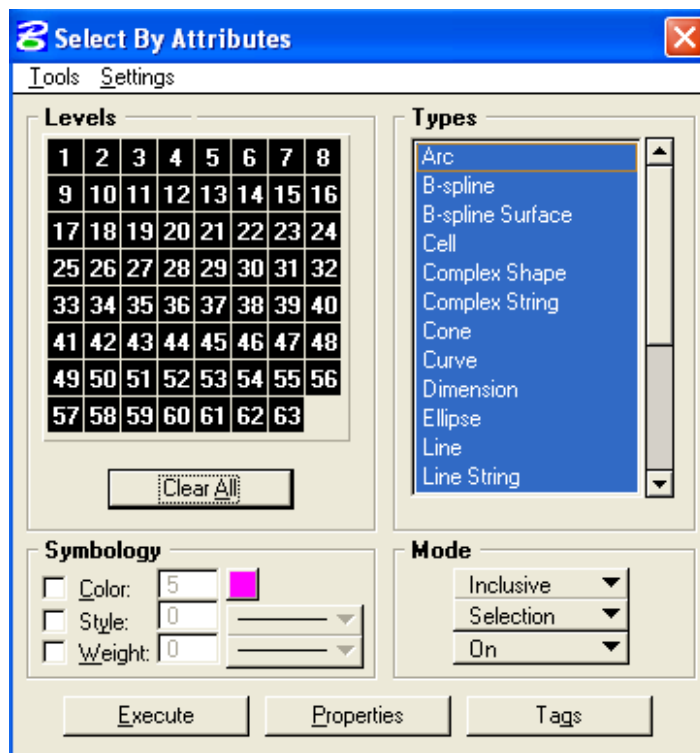 Select By Attributes
Tools Settings
Levels
1 2 3 4 5 6 7 8
9 10 11 12 13 14 15 16
17 18 19 20 21 22 23 24
25 26 27 28 29 30 31 32
33 34 35 36 37 38 39 40
41 42 43 44 45 46 47 48
49 50 51 52 53 54 55 56
57 58 59 60 61 62 63
Clear All
Types
Arc
B-spline
B-spline Surface
Cell
Complex Shape
Complex String
Cone
Curve
Dimension
Ellipse
Line
Line String
Symbology
Color: 5
Style: 0
Weight: 0
Mode
Inclusive
Selection
On
Execute Properties Tags